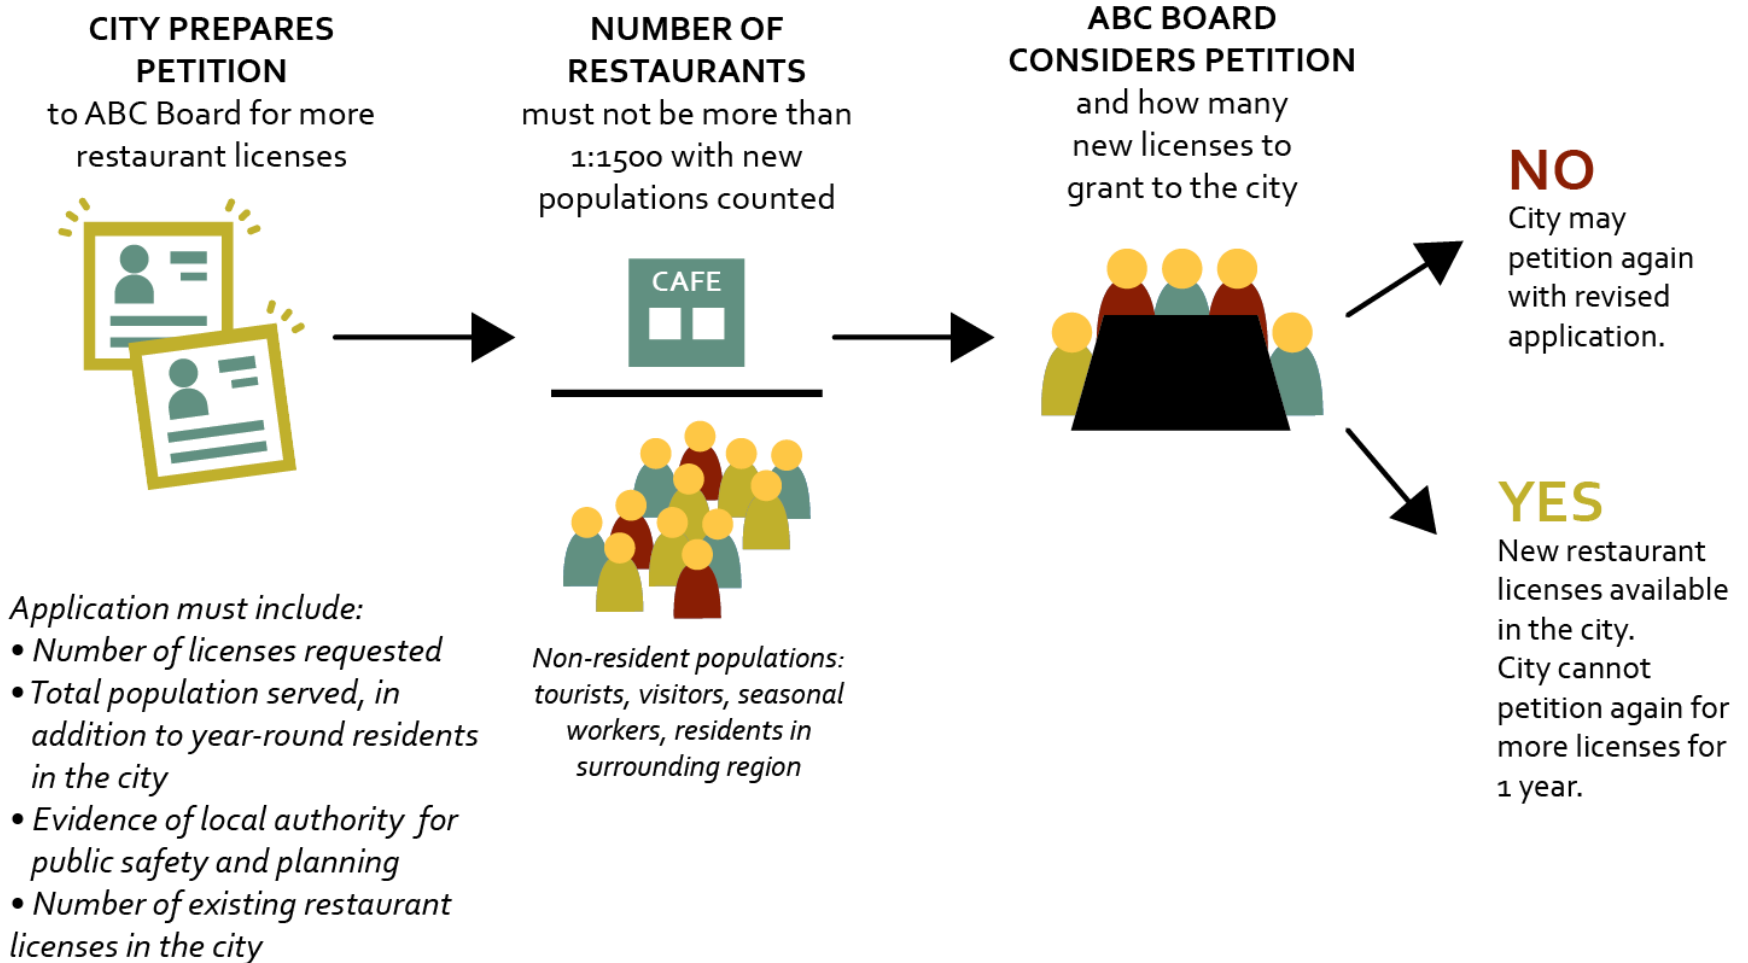 CITY PREPARES
PETITION
to ABC Board for more
restaurant licenses
Application must include:
• Number of licenses requested
• Total population served, in
addition to year-round residents
in the city
• Evidence of local authority for
public safety and planning
• Number of existing restaurant
licenses in the city
NUMBER OF
RESTAURANTS
must not be more than
1:1500 with new
populations counted
CAFE
Non-resident populations:
tourists, visitors, seasonal
workers, residents in
surrounding region
ABC BOARD
CONSIDERS PETITION
and how many
new licenses to
grant to the city
NO
City may
petition again
with revised
application.
YES
New restaurant
licenses available
in the city.
City cannot
petition again for
more licenses for
1 year.